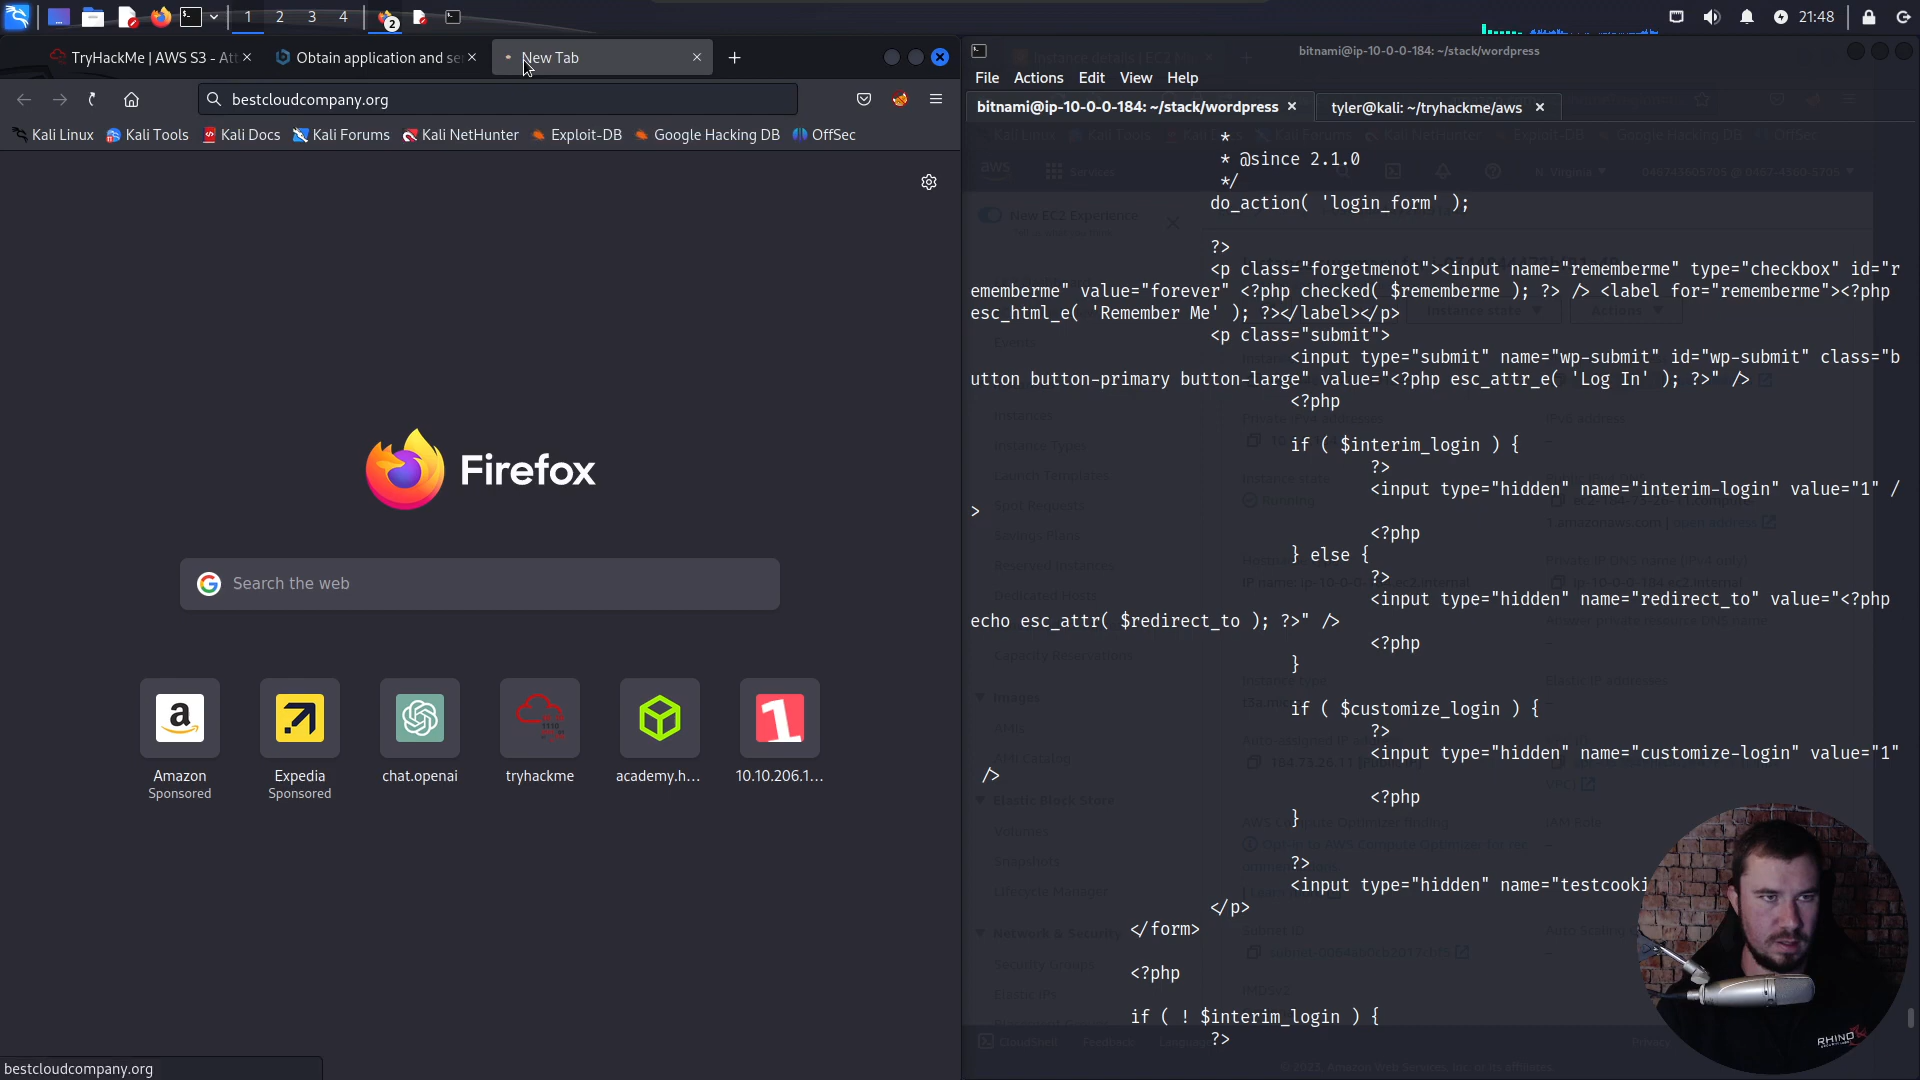 1
2
3
4
2
21:48
TryHackMe | AWS S3 - Att
Obtain application and se
New Tab
bestcloudcompany.org
Kali Linux
Kali Tools
Kali Docs
Kali Forums
Kali NetHunter
Exploit-DB
Google Hacking DB
OffSec
Firefox
Search the web
Amazon
Sponsored
Expedia
Sponsored
chat.openai
tryhackme
academy.h...
10.10.206.1...
bestcloudcompany.org
bitnami@ip-10-0-0-184: ~/stack/wordpress
File Actions Edit View Help
bitnami@ip-10-0-0-184: ~/stack/wordpress
tyler@kali: ~/tryhackme/aws
*
* @since 2.1.0
*/
do_action( 'login_form' );
?>
<p class="forgetmenot"><input name="rememberme" type="checkbox" id="r
ememberme" value="forever" <?php checked( $rememberme ); ?> /> <label for="rememberme"><?php
esc_html_e( 'Remember Me' ); ?></label></p>
<p class="submit">
<input type="submit" name="wp-submit" id="wp-submit" class="b
utton button-primary button-large" value="<?php esc_attr_e( 'Log In' ); ?>" />
<?php
if ( $interim_login ) {
?>
<input type="hidden" name="interim-login" value="1" /
>
<?php
} else {
?>
<input type="hidden" name="redirect_to" value="<?php
echo esc_attr( $redirect_to ); ?>" />
<?php
}
if ( $customize_login ) {
?>
<input type="hidden" name="customize-login" value="1"
/>
<?php
}
?>
<input type="hidden" name="testcooki
</p>
</form>
<?php
if ( ! $interim_login ) {
?>
RHINO